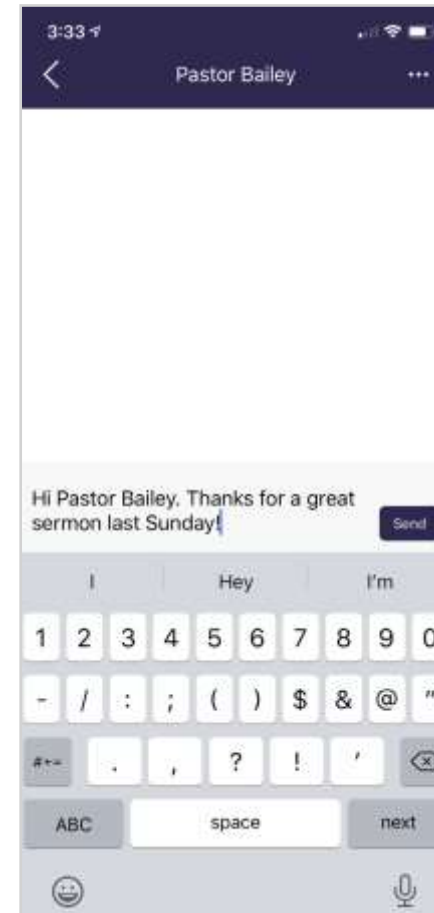 3:33
Pastor Bailey
Hi Pastor Bailey. Thanks for a great
sermon last Sunday!
Send
I Hey I'm
1 2 3 4 5 6 7 8 9 0
- / : ; ( ) $ & @ "
#+= . , ? ! ' 
ABC space next